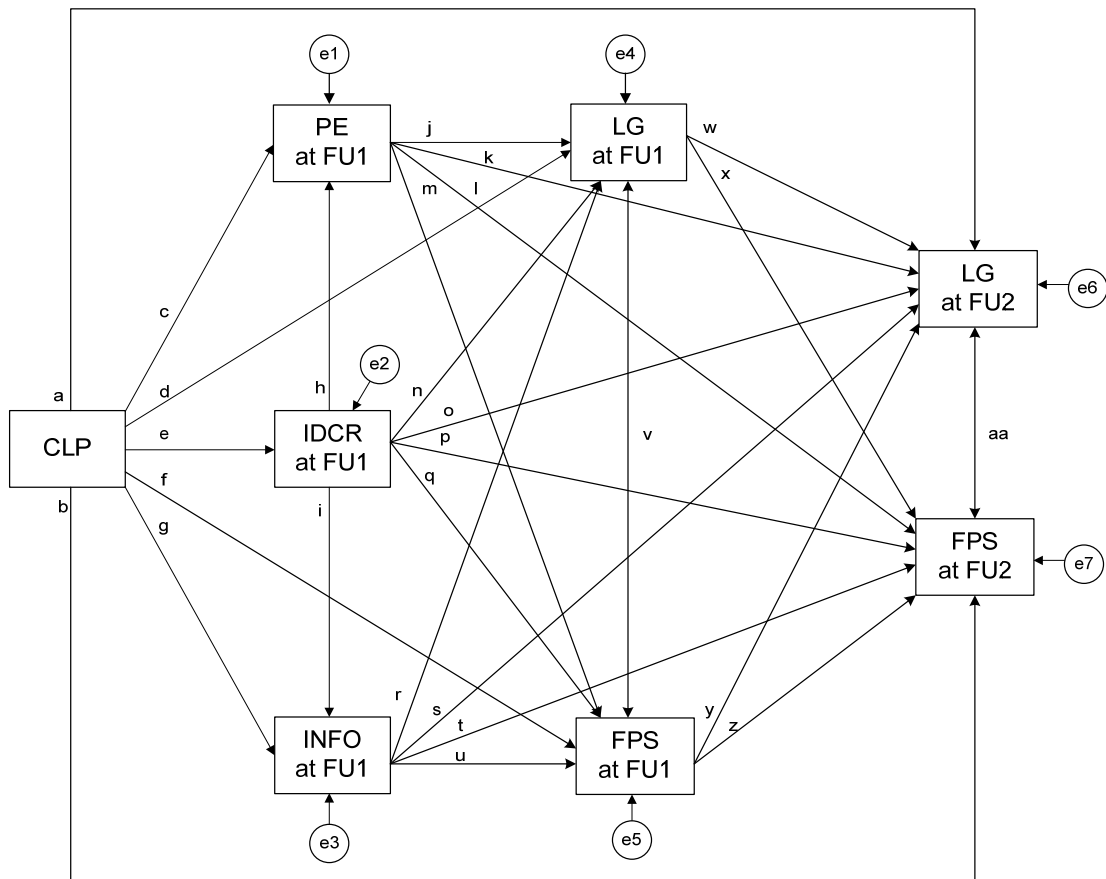 e1
e4
PE
at FU1
j
LG
at FU1
w
k
m
l
x
LG
at FU2
e6
c
e2
a
d
h
n
o
CLP
e
IDCR
at FU1
p
v
aa
f
q
b
g
i
FPS
at FU2
e7
r
s
t
y
z
INFO
at FU1
u
FPS
at FU1
e3
e5